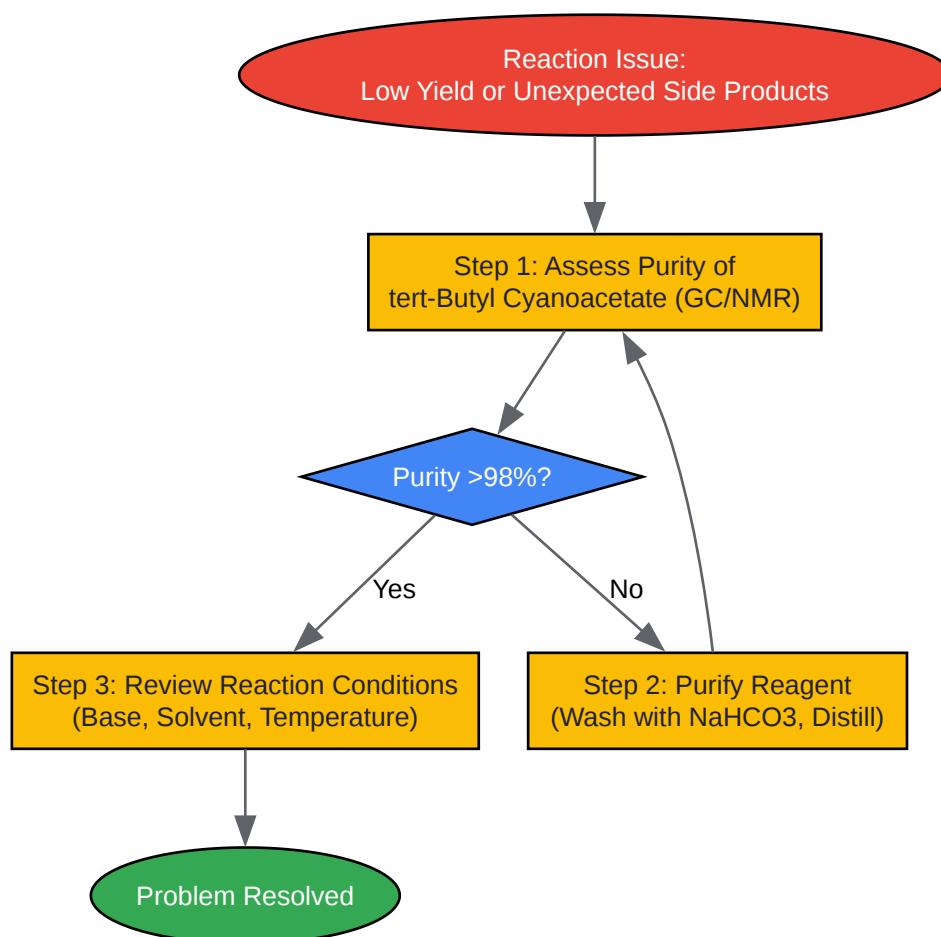 Reaction Issue:
Low Yield or Unexpected Side Products
Step 1: Assess Purity of
tert-Butyl Cyanoacetate (GC/NMR)
Purity >98%?
Yes
No
Step 3: Review Reaction Conditions
(Base, Solvent, Temperature)
Step 2: Purify Reagent
(Wash with NaHCO3, Distill)
Problem Resolved